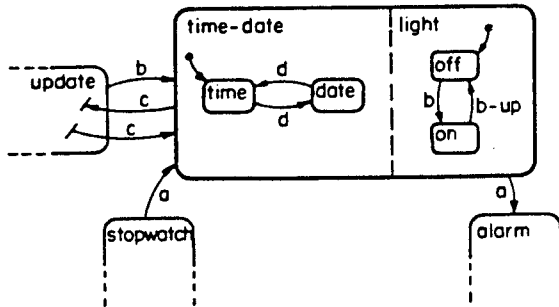 time-date
light
update
b
c
c
time
d
date
d
off
b
b-up
on
a
a
stopwatch
alarm